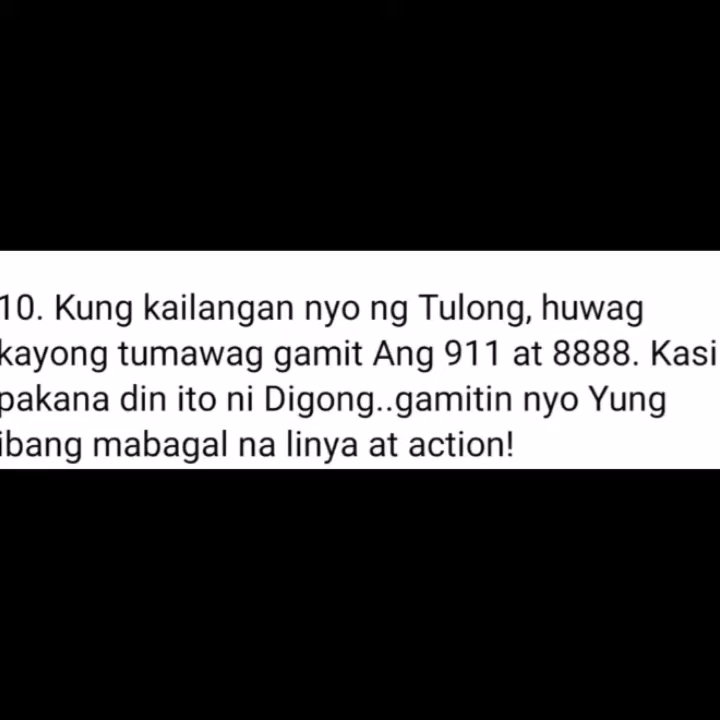 10. Kung kailangan nyo ng Tulong, huwag
kayong tumawag gamit Ang 911 at 8888. Kasi
pakana din ito ni Digong..gamitin nyo Yung
ibang mabagal na linya at action!